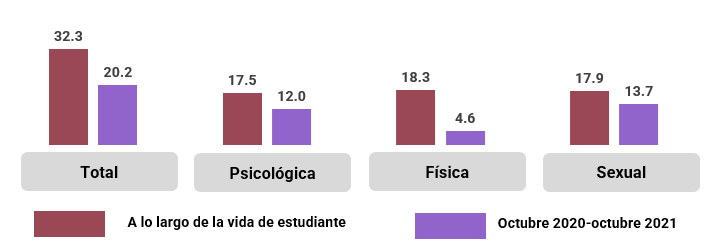 32.3
20.2
17.5
12.0
18.3
4.6
17.9
13.7
Total
Psicológica
Física
Sexual
A lo largo de la vida de estudiante
Octubre 2020-octubre 2021